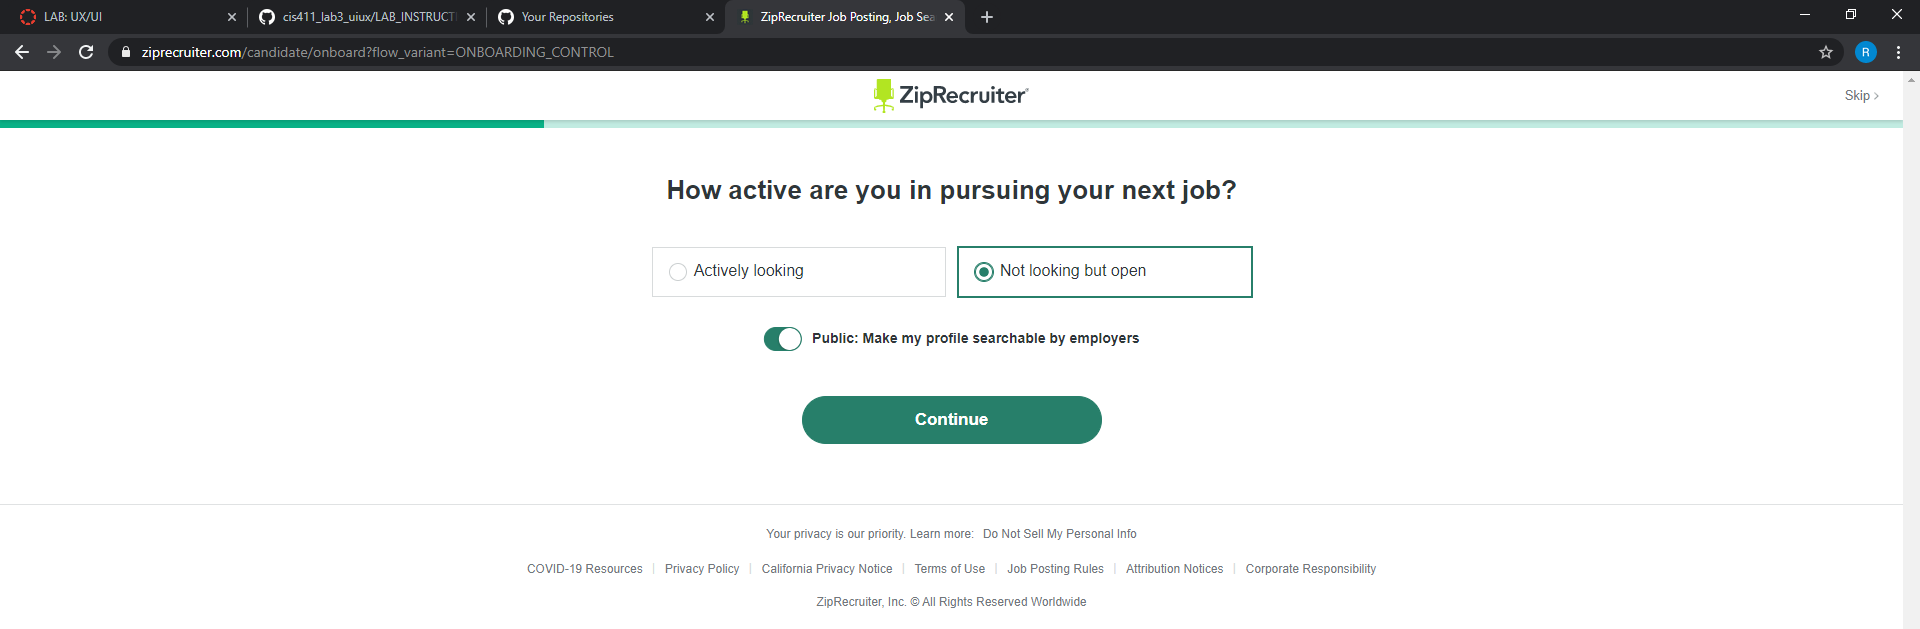 LAB: UX/UI
cis411_lab3_uiux/LAB_INSTRUCTI
Your Repositories
ZipRecruiter Job Posting, Job Sea
ziprecruiter.com/candidate/onboard?flow_variant=ONBOARDING_CONTROL
R
ZipRecruiter
Skip
How active are you in pursuing your next job?
Actively looking
Not looking but open
Public: Make my profile searchable by employers
Continue
Your privacy is our priority. Learn more: Do Not Sell My Personal Info
COVID-19 Resources | Privacy Policy | California Privacy Notice | Terms of Use | Job Posting Rules | Attribution Notices | Corporate Responsibility
ZipRecruiter, Inc. © All Rights Reserved Worldwide